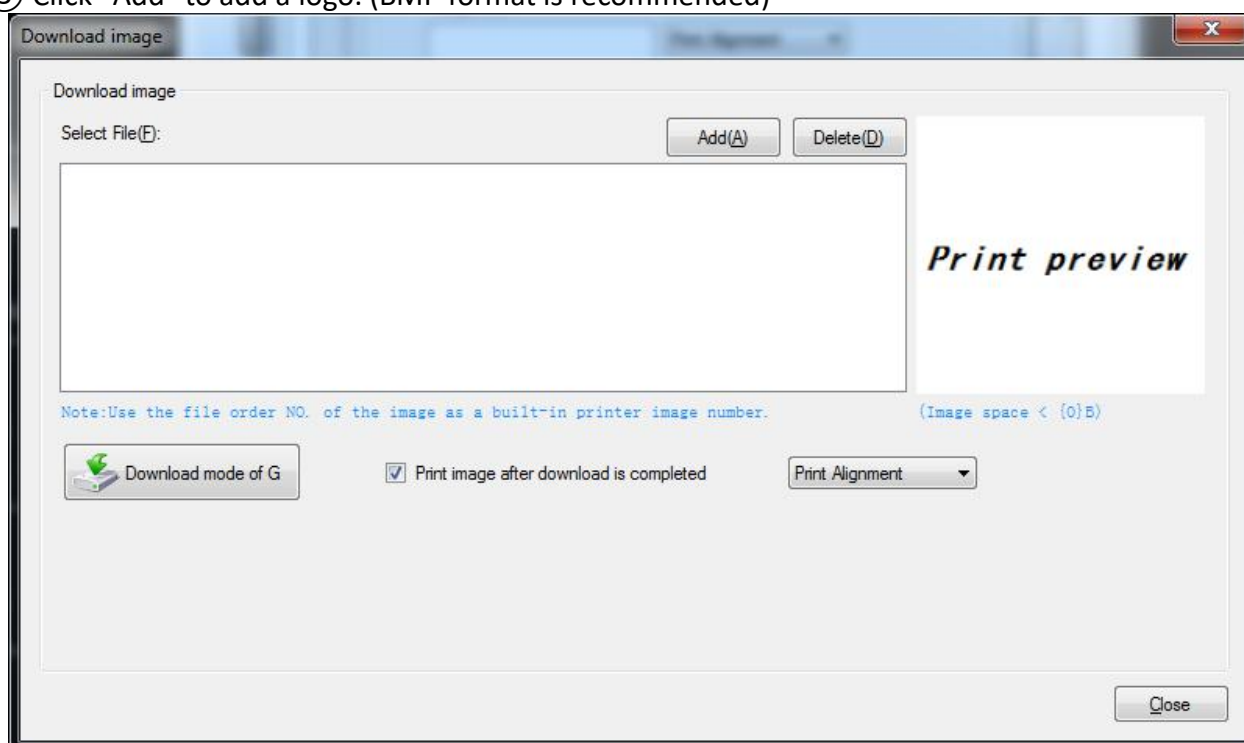 Click "Add" to add a logo. (BMP format is recommended)
Download image
Download image
Select File(F):
Add(A)
Delete(D)
Print preview
Note:Use the file order NO. of the image as a built-in printer image number.
(Image space < {0}B)
Download mode of G
Print image after download is completed
Print Alignment
Close